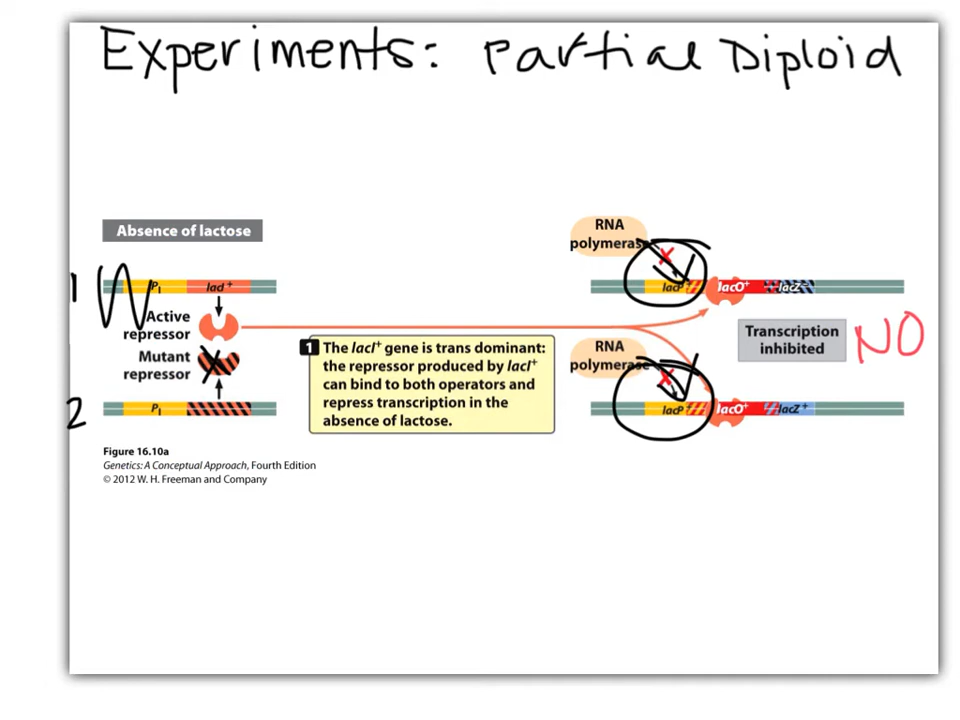 Experiments: Partial Diploid
Absence of lactose
RNA
polymerase
1
P₁
lacI⁺
lacP⁺
lacO⁺
lacZ⁻
Active
repressor
Mutant
repressor
1 The lacI⁺ gene is trans dominant:
the repressor produced by lacI⁺
can bind to both operators and
repress transcription in the
absence of lactose.
Transcription
inhibited
NO
RNA
polymerase
2
P₁
lacP⁺
lacO⁺
lacZ⁺
Figure 16.10a
Genetics: A Conceptual Approach, Fourth Edition
© 2012 W. H. Freeman and Company